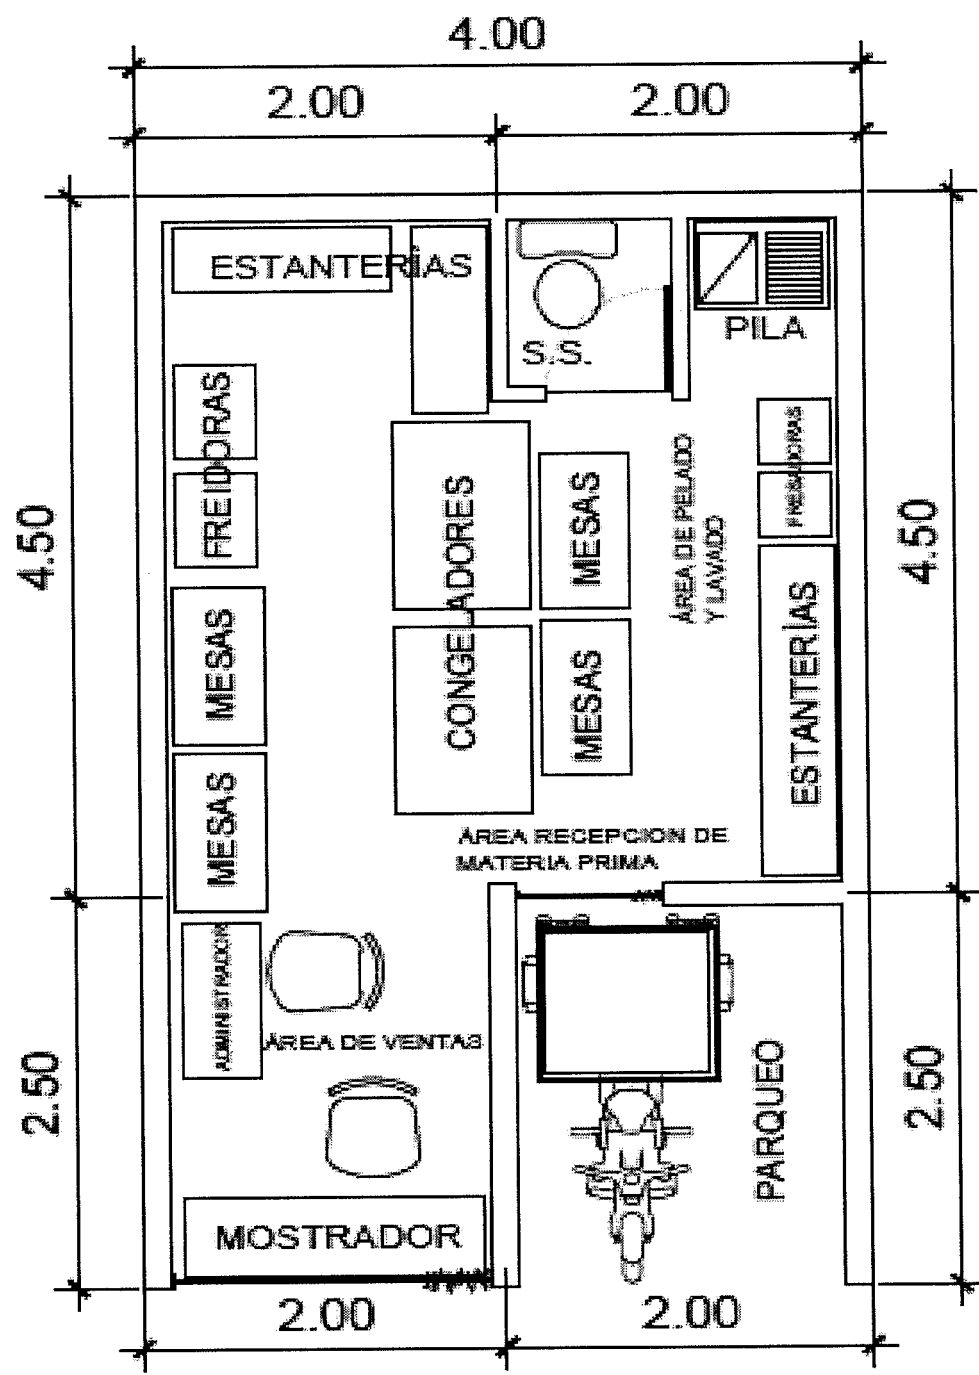 4.00
2.00
2.00
ESTANTERÍAS
S.S.
PILA
FREIDORAS
CONGELADORES
MESAS
ÁREA DE PELADO
Y LAVADO
4.50
4.50
MESAS
MESAS
ESTANTERÍAS
MESAS
ÁREA RECEPCION DE
MATERIA PRIMA
ADMINISTRADOR
ÁREA DE VENTAS
2.50
PARQUEO
2.50
MOSTRADOR
2.00
2.00